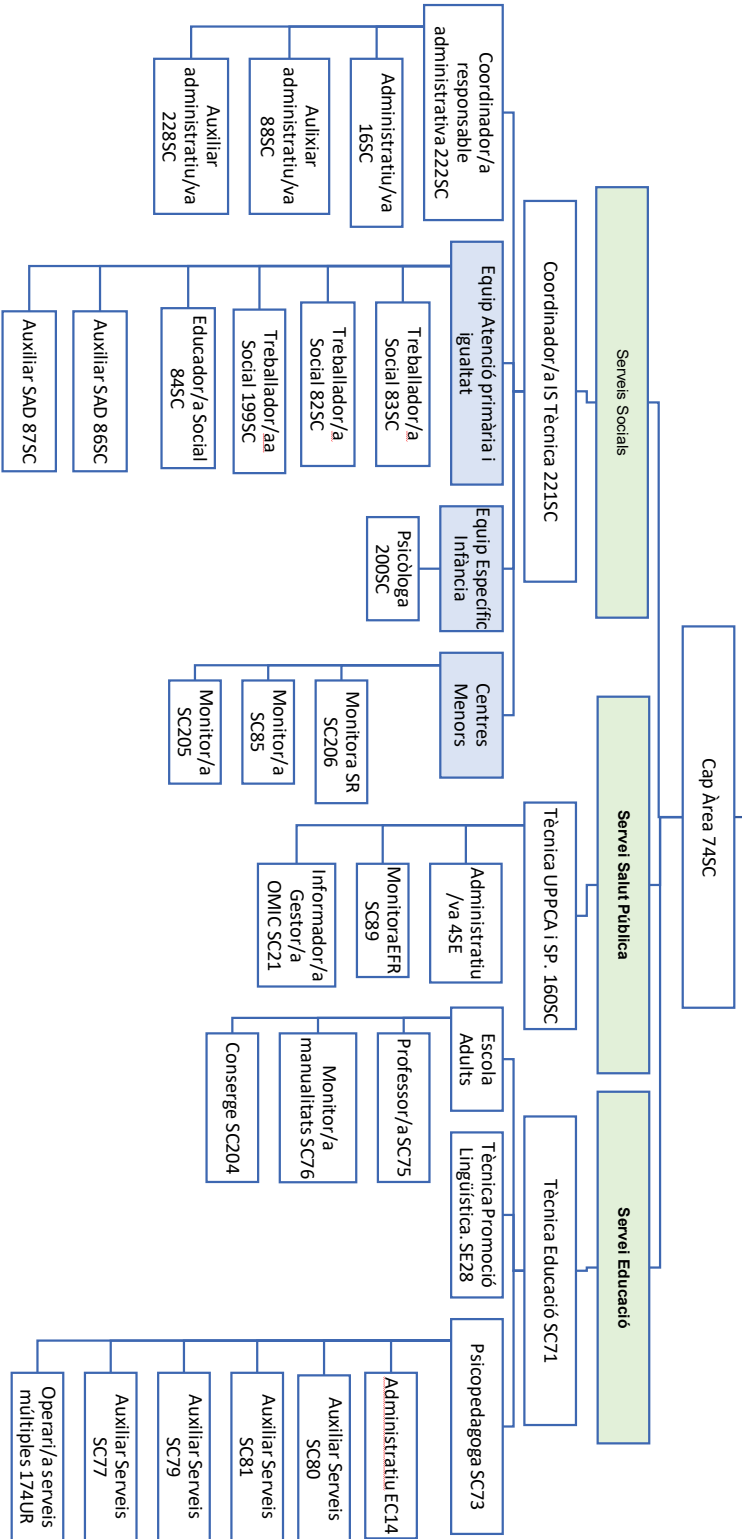 Cap Àrea 74SC
Serveis Socials
Servei Salut Pública
Servei Educació
Coordinador/a IS Tècnica 221SC
Tècnica UPPCA i SP. 160SC
Tècnica Educació SC71
Coordinador/a
responsable
administrativa 222SC
Administratiu/va
16SC
Aulixiar
administratiu/va
88SC
Auxiliar
administratiu/va
228SC
Equip Atenció primària i
igualtat
Treballador/a
Social 83SC
Treballador/a
Social 82SC
Treballador/aa
Social 199SC
Educador/a Social
84SC
Auxiliar SAD 86SC
Auxiliar SAD 87SC
Equip Específic
Infància
Psicòloga
200SC
Centres
Menors
Monitora SR
SC206
Monitor/a
SC85
Monitor/a
SC205
Administratiu
/va 4SE
MonitoraEFR
SC89
Informador/a
Gestor/a
OMIC SC21
Escola
Adults
Professor/a SC75
Monitor/a
manualitats SC76
Conserge SC204
Tècnica Promoció
Lingüística. SE28
Psicopedagoga SC73
Administratiu EC14
Auxiliar Serveis
SC80
Auxiliar Serveis
SC81
Auxiliar Serveis
SC79
Auxiliar Serveis
SC77
Operari/a serveis
múltiples 174UR